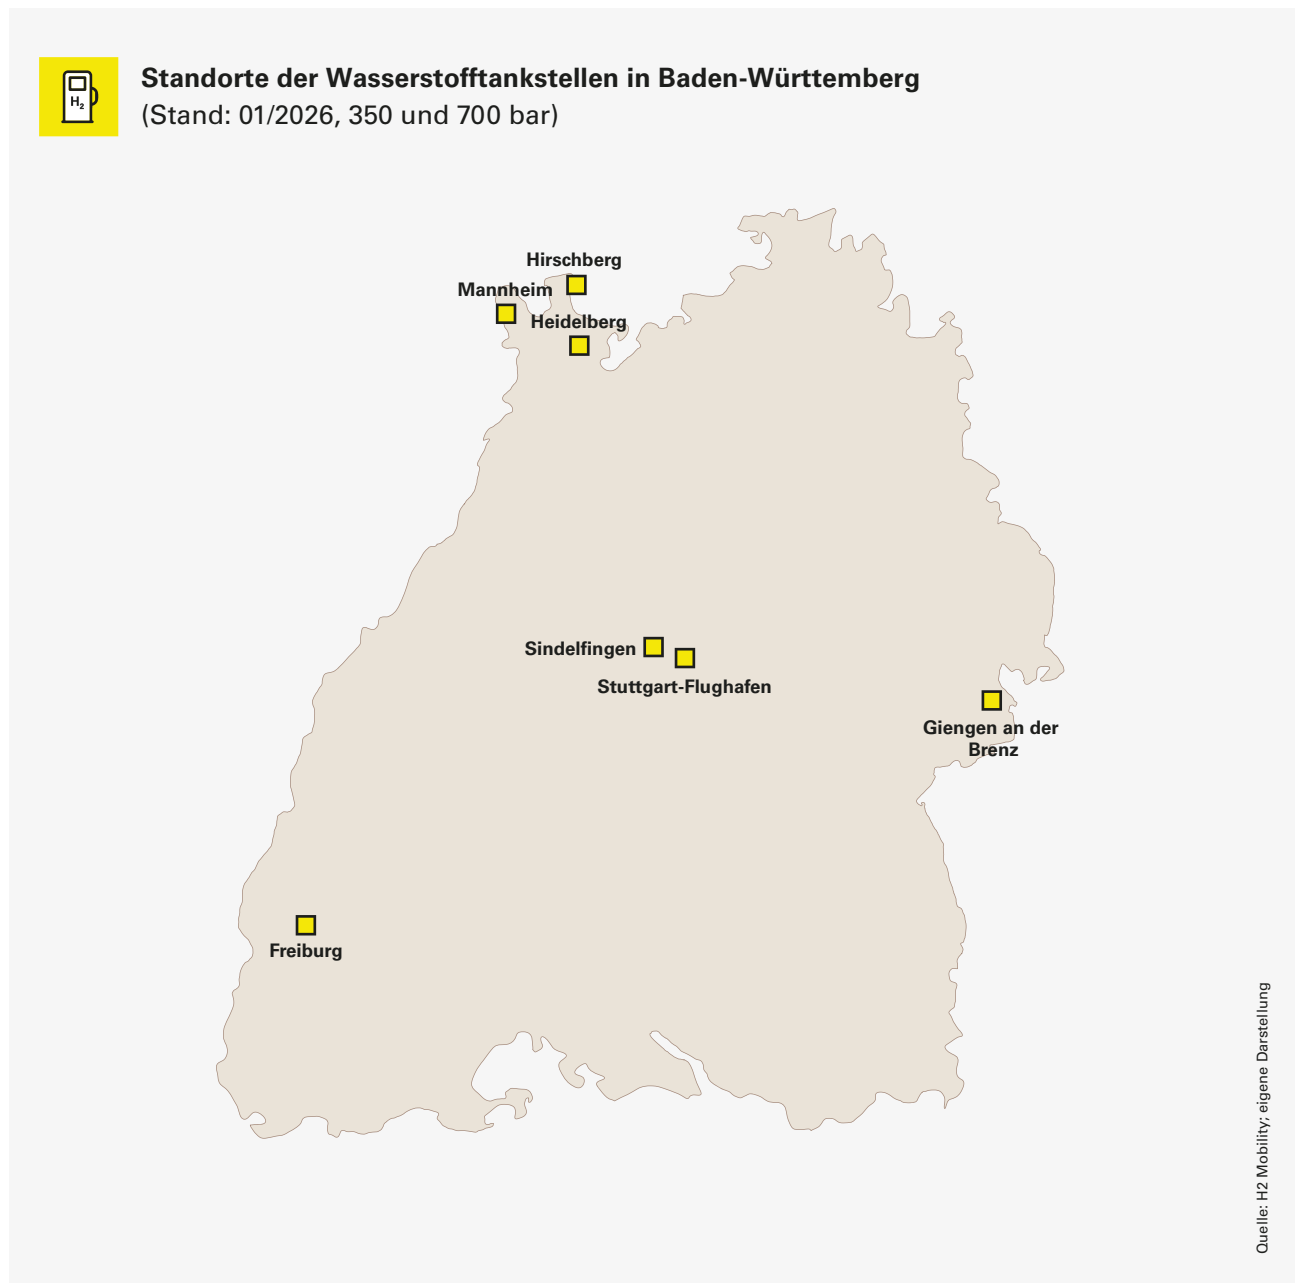 H₂
Standorte der Wasserstofftankstellen in Baden-Württemberg
(Stand: 01/2026, 350 und 700 bar)
Hirschberg
Mannheim
Heidelberg
Sindelfingen
Stuttgart-Flughafen
Giengen an der
Brenz
Freiburg
Quelle: H2 Mobility; eigene Darstellung